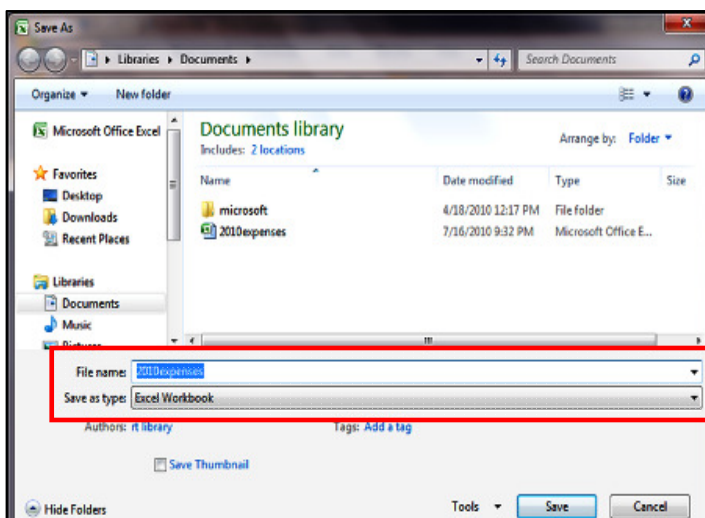 Save As
Libraries Documents Search Documents
Organize New folder
Microsoft Office Excel
Favorites
Desktop
Downloads
Recent Places
Libraries
Documents
Music
Pictures
Documents library
Includes: 2 locations
Arrange by: Folder
Name Date modified Type Size
microsoft 4/18/2010 12:17 PM File folder
2010expenses 7/16/2010 9:32 PM Microsoft Office E...
File name: 2010expenses
Save as type: Excel Workbook
Authors: rt library Tags: Add a tag
Save Thumbnail
Hide Folders Tools Save Cancel